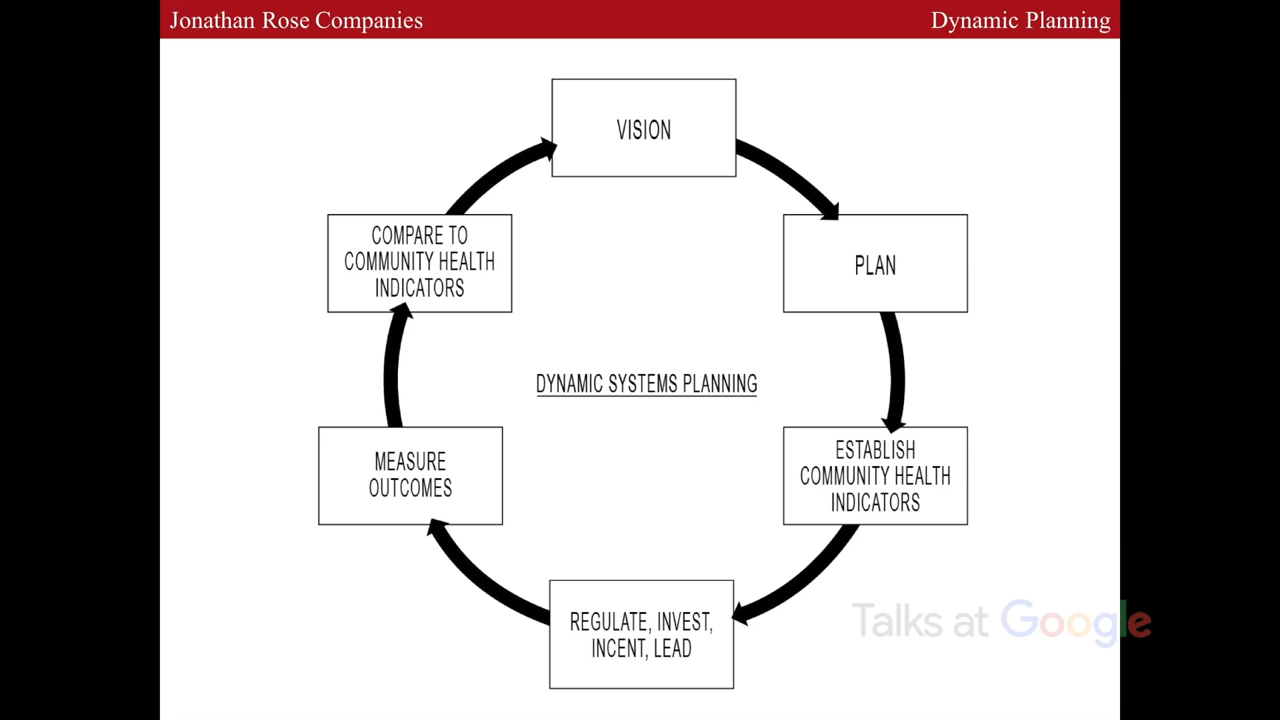 Jonathan Rose Companies
Dynamic Planning
VISION
PLAN
ESTABLISH
COMMUNITY HEALTH
INDICATORS
REGULATE, INVEST,
INCENT, LEAD
MEASURE
OUTCOMES
COMPARE TO
COMMUNITY HEALTH
INDICATORS
DYNAMIC SYSTEMS PLANNING
Talks at Google